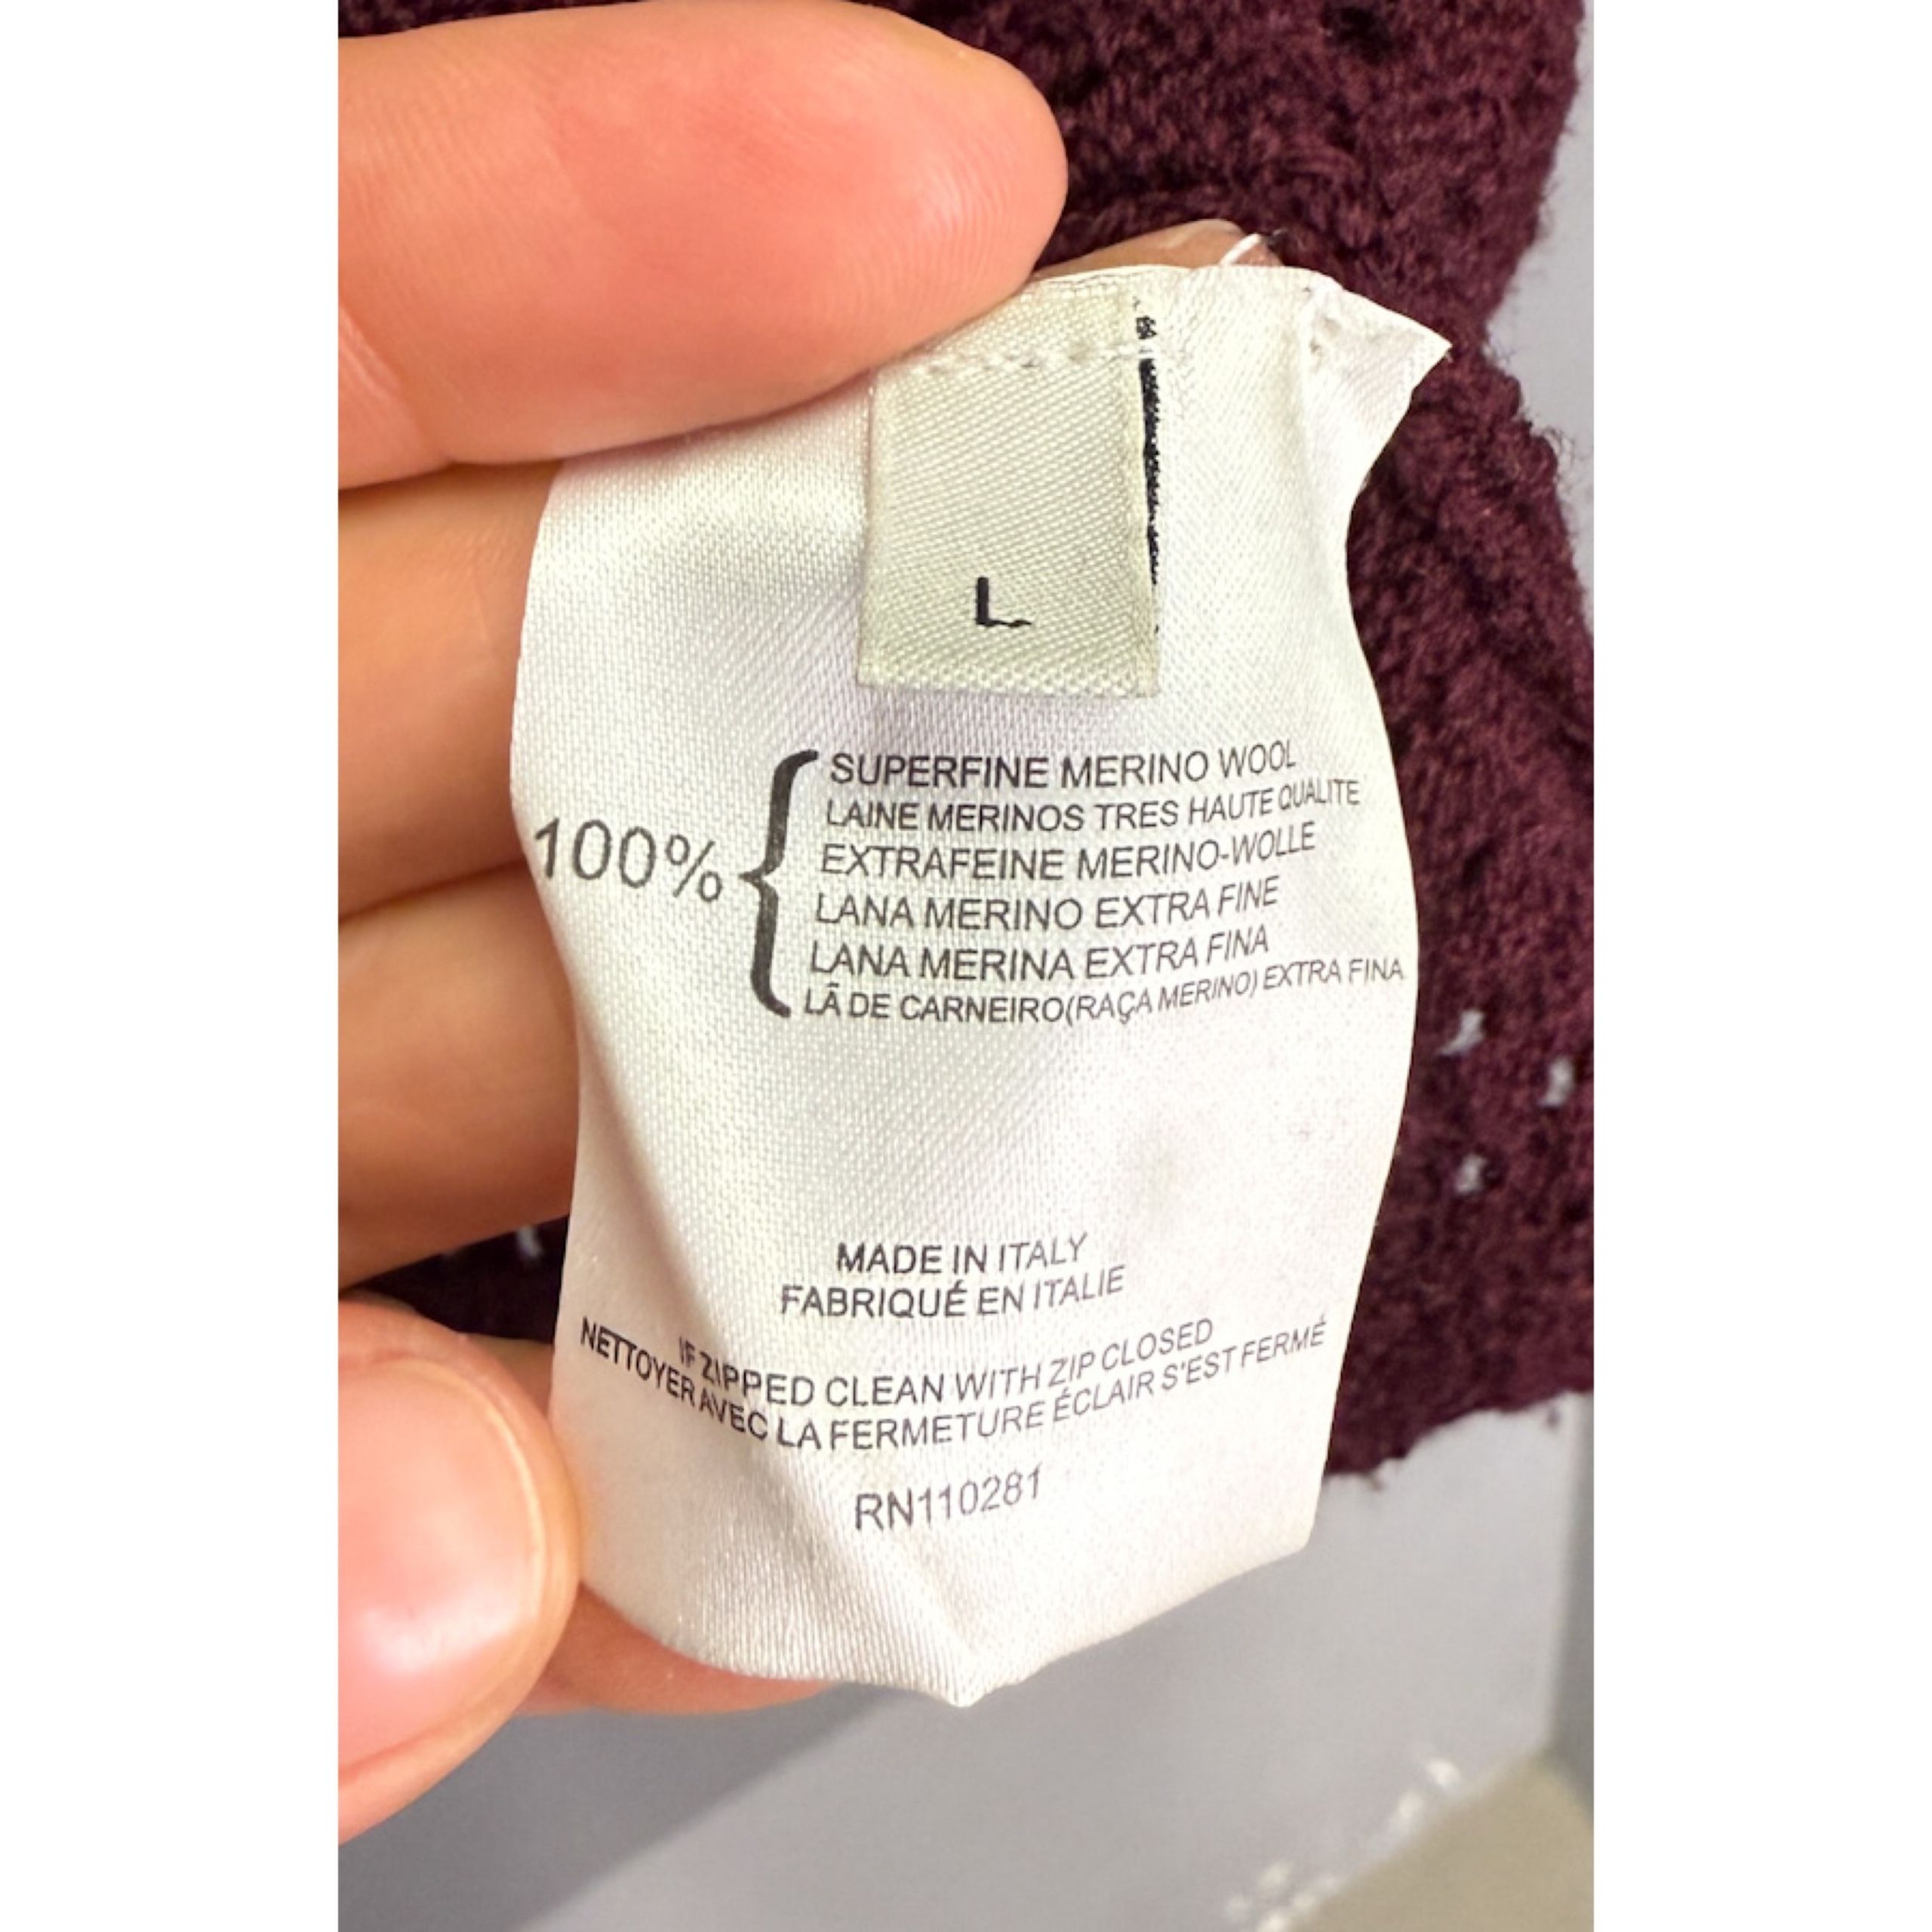 L
100%
SUPERFINE MERINO WOOL
LAINE MERINOS TRES HAUTE QUALITE
EXTRAFEINE MERINO-WOLLE
LANA MERINO EXTRA FINE
LANA MERINA EXTRA FINA
LÃ DE CARNEIRO(RAÇA MERINO) EXTRA FINA
MADE IN ITALY
FABRIQUÉ EN ITALIE
IF ZIPPED CLEAN WITH ZIP CLOSED
NETTOYER AVEC LA FERMETURE ÉCLAIR S'EST FERMÉ
RN110281